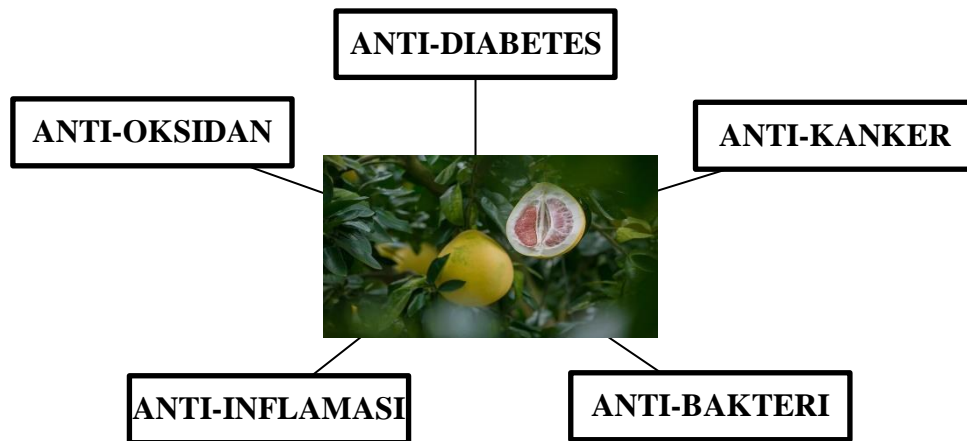 ANTI-DIABETES
ANTI-OKSIDAN
ANTI-KANKER
ANTI-INFLAMASI
ANTI-BAKTERI